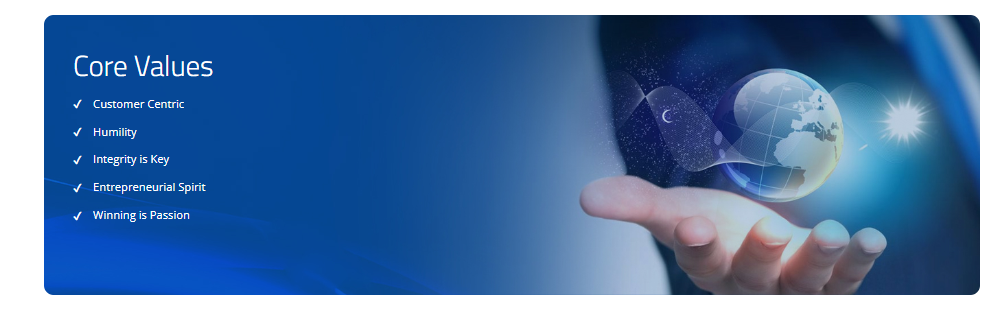 Core Values
Customer Centric
Humility
Integrity is Key
Entrepreneurial Spirit
Winning is Passion